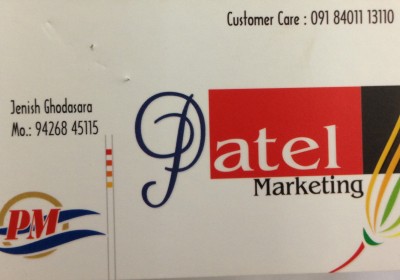 Customer Care : 091 84011 13110
Jenish Ghodasara
Mo.: 94268 45115
Patel
Marketing
PM